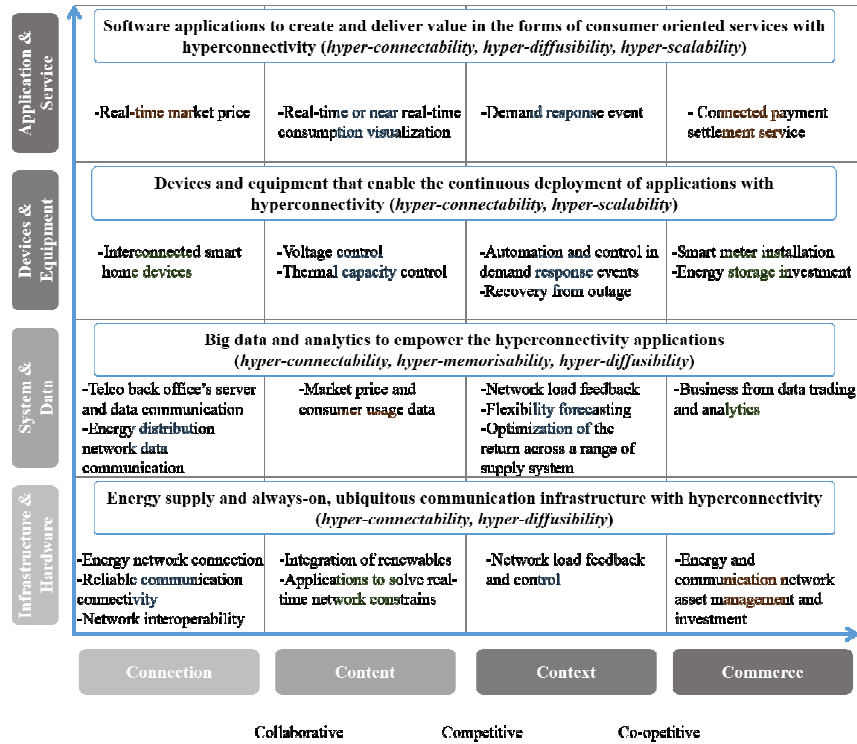 Application &
Service
Software applications to create and deliver value in the forms of consumer oriented services with
hyperconnectivity (hyper-connectability, hyper-diffusibility, hyper-scalability)
-Real-time market price
-Real-time or near real-time
consumption visualization
-Demand response event
- Connected payment
settlement service
Devices &
Equipment
Devices and equipment that enable the continuous deployment of applications with
hyperconnectivity (hyper-connectability, hyper-scalability)
-Interconnected smart
home devices
-Voltage control
-Thermal capacity control
-Automation and control in
demand response events
-Recovery from outage
-Smart meter installation
-Energy storage investment
System &
Data
Big data and analytics to empower the hyperconnectivity applications
(hyper-connectability, hyper-memorisability, hyper-diffusibility)
-Telco back office's server
and data communication
-Energy distribution
network data
communication
-Market price and
consumer usage data
-Network load feedback
-Flexibility forecasting
-Optimization of the
return across a range of
supply system
-Business from data trading
and analytics
Infrastructure &
Hardware
Energy supply and always-on, ubiquitous communication infrastructure with hyperconnectivity
(hyper-connectability, hyper-diffusibility)
-Energy network connection
-Reliable communication
connectivity
-Network interoperability
-Integration of renewables
-Applications to solve real-
time network constrains
-Network load feedback
and control
-Energy and
communication network
asset management and
investment
Connection
Content
Context
Commerce
Collaborative
Competitive
Co-opetitive